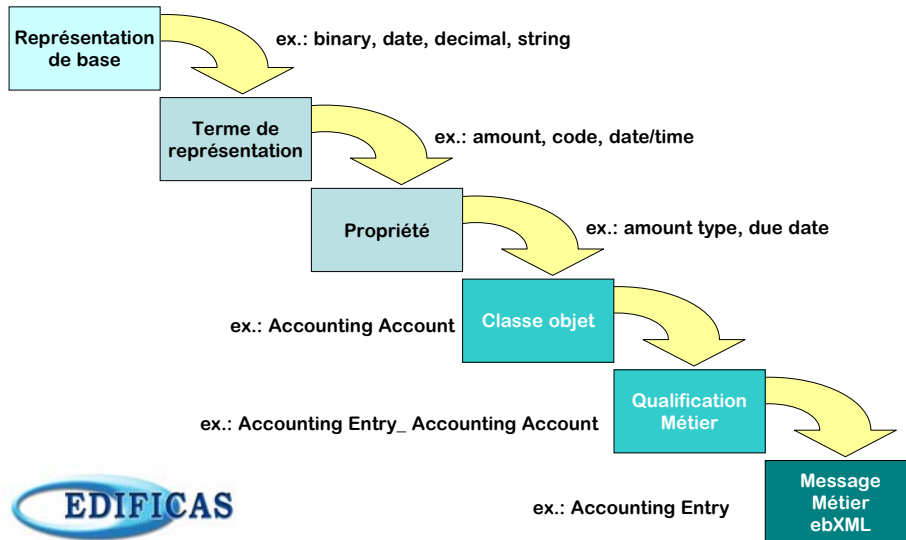 Représentation
de base
ex.: binary, date, decimal, string
Terme de
représentation
ex.: amount, code, date/time
Propriété
ex.: amount type, due date
ex.: Accounting Account
Classe objet
Qualification
Métier
ex.: Accounting Entry_ Accounting Account
Message
Métier
ebXML
ex.: Accounting Entry
EDIFICAS